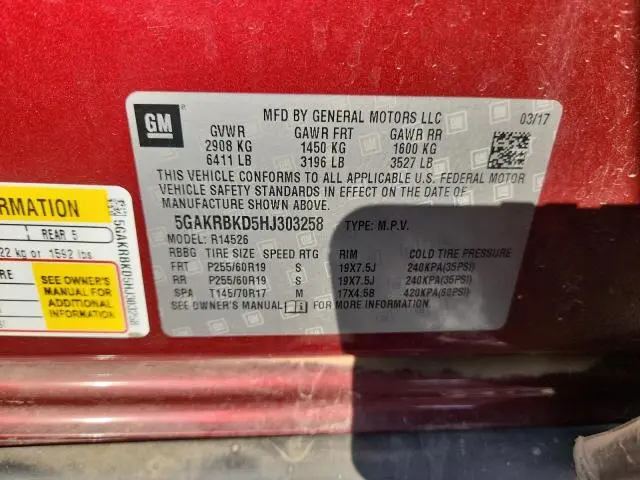 GM
MFD BY GENERAL MOTORS LLC 03/17
GVWR GAWR FRT GAWR RR
2908 KG 1450 KG 1600 KG
6411 LB 3196 LB 3527 LB
THIS VEHICLE CONFORMS TO ALL APPLICABLE U.S. FEDERAL MOTOR
VEHICLE SAFETY STANDARDS IN EFFECT ON THE DATE OF
MANUFACTURE SHOWN ABOVE.
5GAKRBKD5HJ303258 TYPE: M.P.V.
MODEL: R14526
RBBG TIRE SIZE SPEED RTG RIM COLD TIRE PRESSURE
FRT P255/60R19 S 19X7.5J 240KPA(35PSI)
RR P255/60R19 S 19X7.5J 240KPA(35PSI)
SPA T145/70R17 M 17X4.5B 420KPA(60PSI)
SEE OWNER'S MANUAL FOR MORE INFORMATION
ORMATION
REAR 5
22 kg or 1592 lbs
SEE OWNER'S
MANUAL FOR
ADDITIONAL
INFORMATION
5GAKRBKD5HJ303258